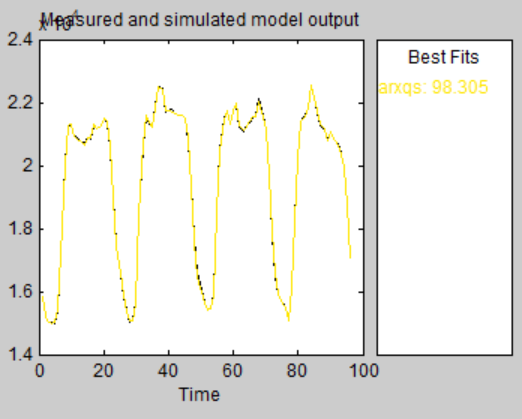 Measured and simulated model output
x 10^4
2.4
2.2
2
1.8
1.6
1.4
0 20 40 60 80 100
Time
Best Fits
arxqs: 98.305